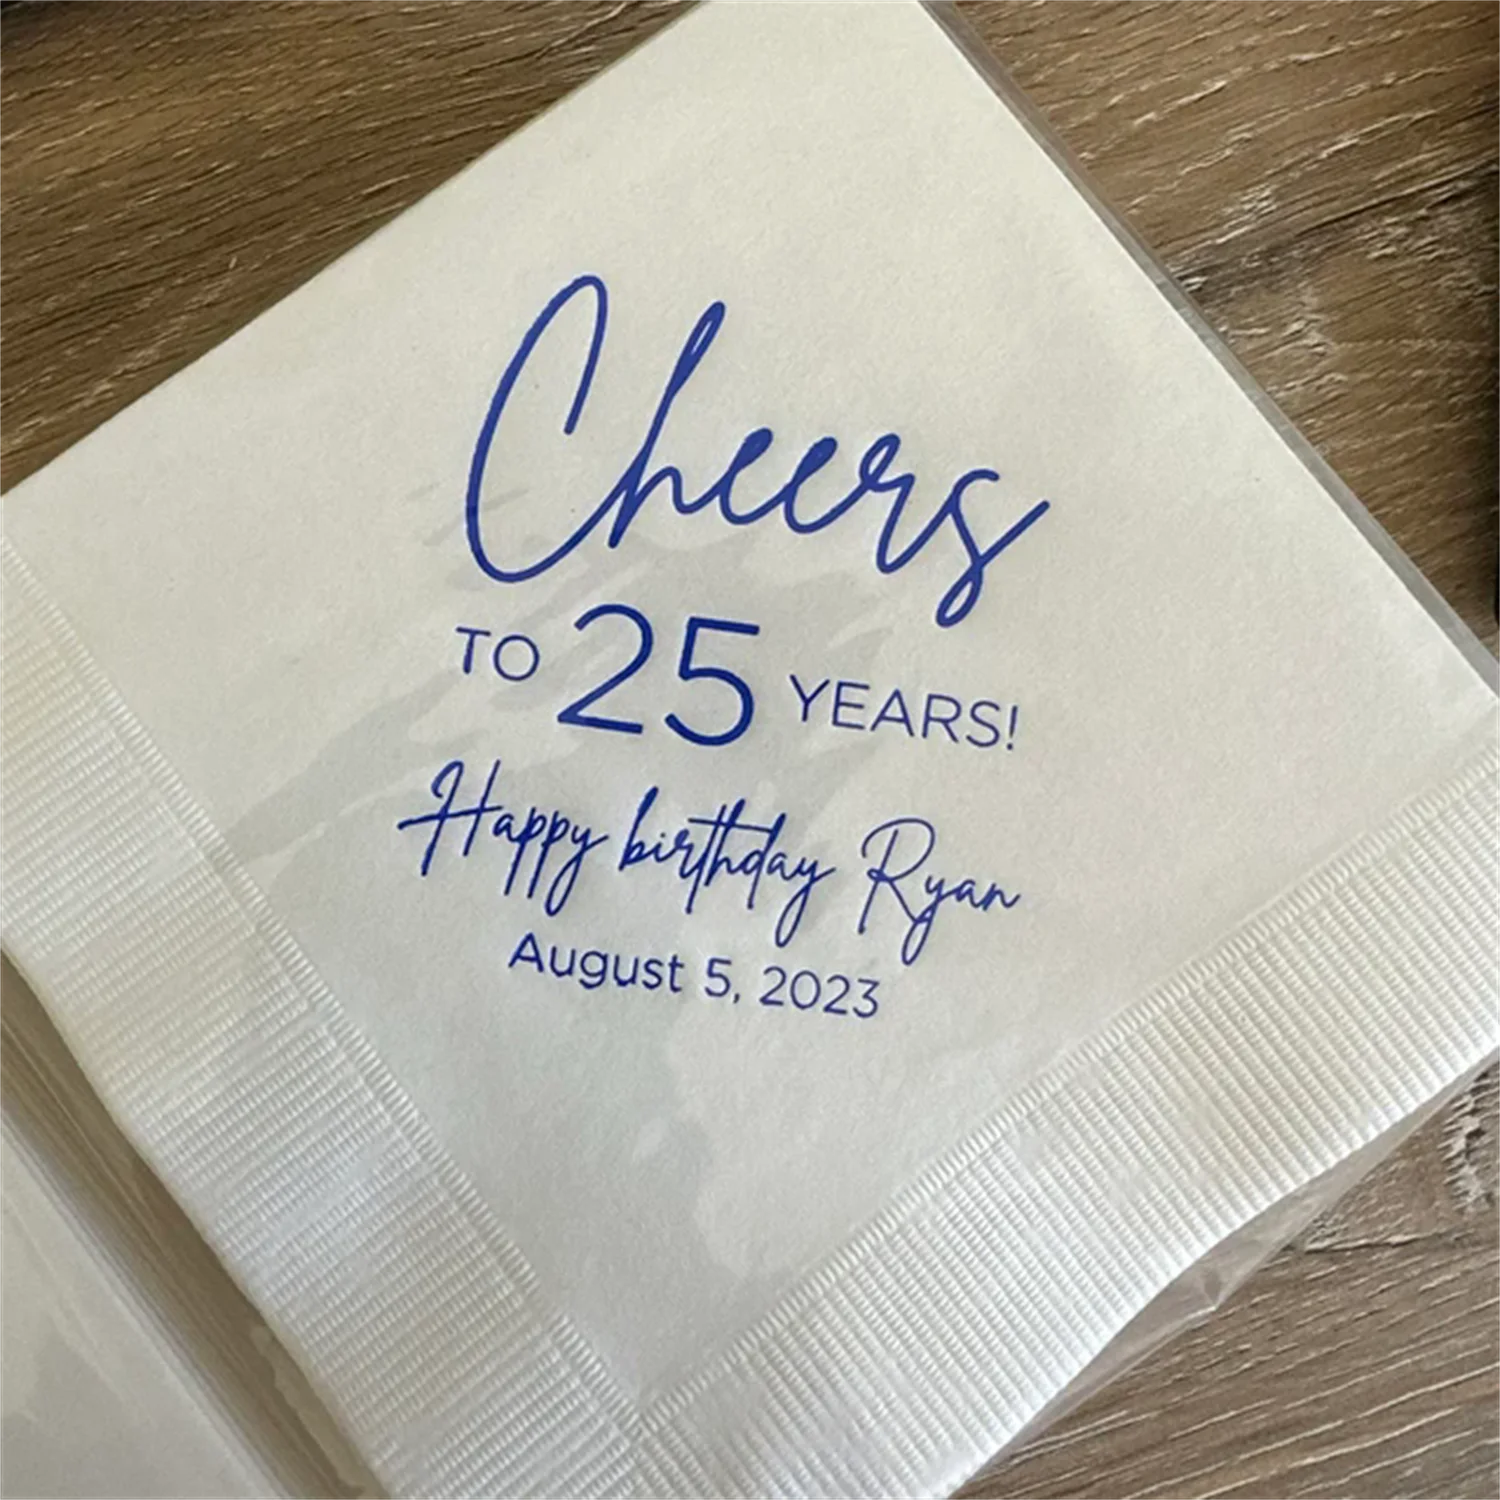 Cheers
TO 25 YEARS!
Happy birthday Ryan
August 5, 2023